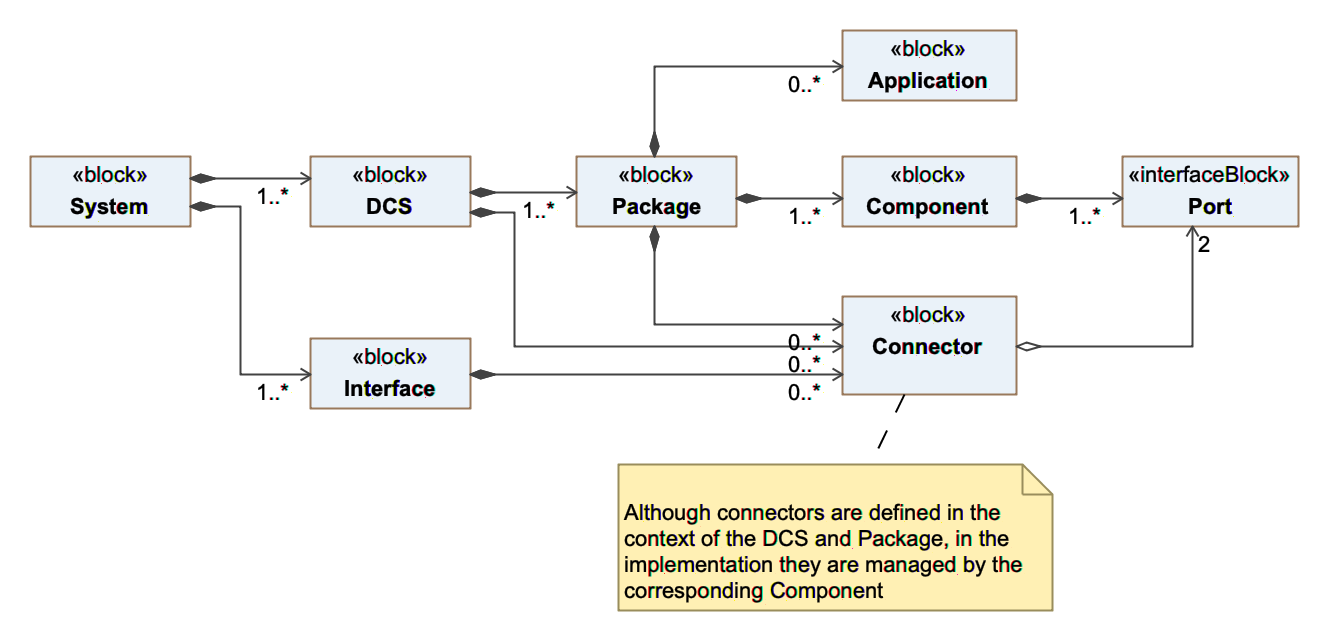 «block»
Application
0..*
«block»
System
«block»
DCS
«block»
Package
«block»
Component
«interfaceBlock»
Port
1..*
1..*
1..*
1..*
2
«block»
Connector
0..*
0..*
0..*
«block»
Interface
1..*
Although connectors are defined in the
context of the DCS and Package, in the
implementation they are managed by the
corresponding Component